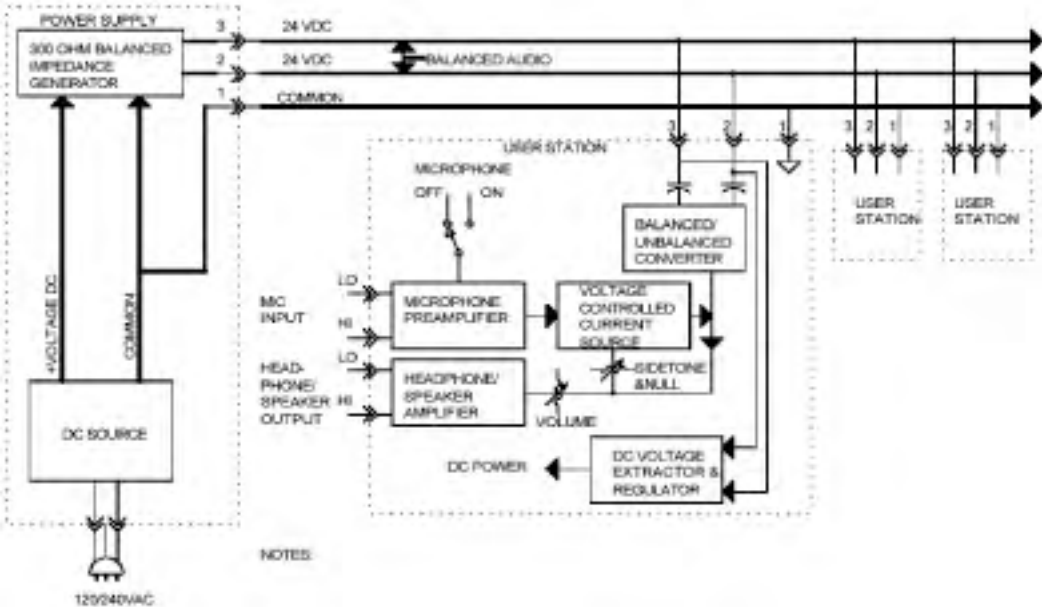 POWER SUPPLY
300 OHM BALANCED
IMPEDANCE
GENERATOR
3
2
1
24 VDC
24 VDC
BALANCED AUDIO
COMMON
+VOLTAGE DC
COMMON
DC SOURCE
120/240VAC
3
2
1
USER STATION
MICROPHONE
OFF
ON
BALANCED/
UNBALANCED
CONVERTER
MIC
INPUT
LO
HI
MICROPHONE
PREAMPLIFIER
VOLTAGE
CONTROLLED
CURRENT
SOURCE
HEAD-
PHONE/
SPEAKER
OUTPUT
LO
HI
HEADPHONE/
SPEAKER
AMPLIFIER
SIDETONE
&NULL
VOLUME
DC POWER
DC VOLTAGE
EXTRACTOR &
REGULATOR
3
2
1
USER
STATION
3
2
1
USER
STATION
NOTES: